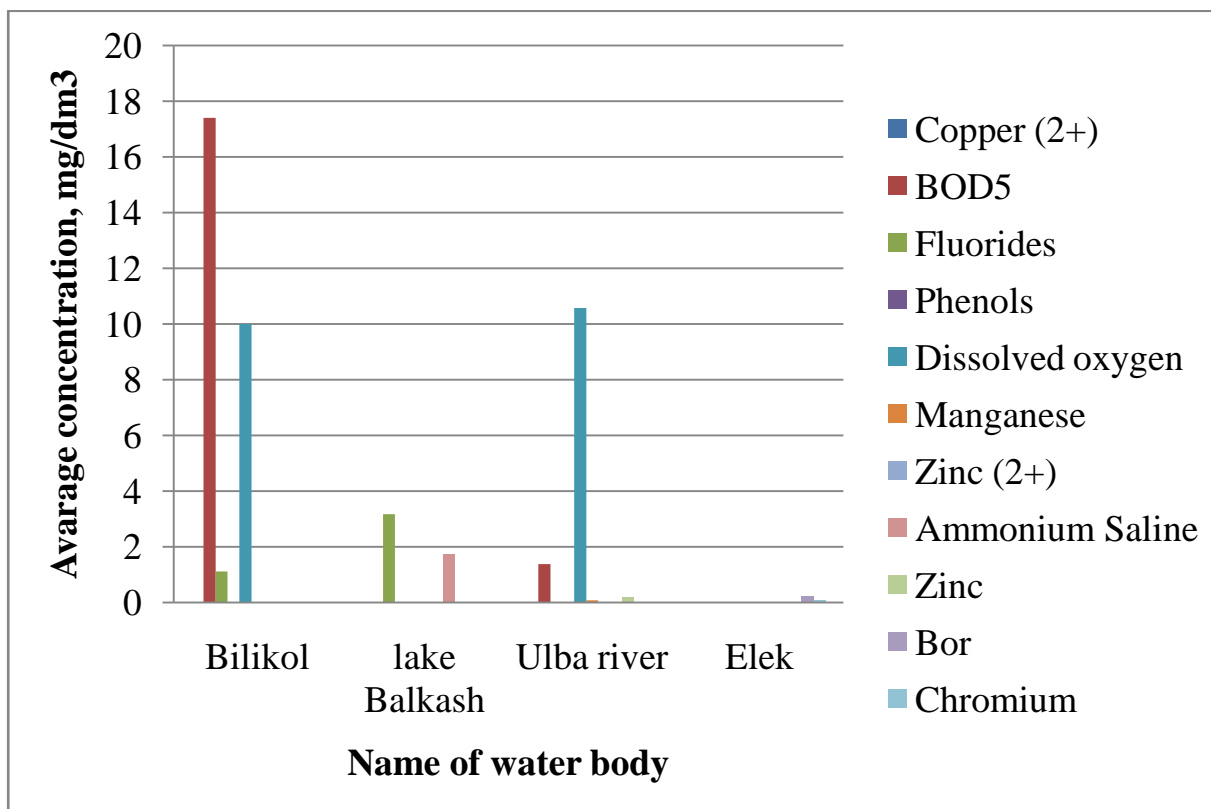 Avarage concentration, mg/dm3
20
18
16
14
12
10
8
6
4
2
0
Bilikol
lake
Balkash
Ulba river
Elek
Name of water body
Copper (2+)
BOD5
Fluorides
Phenols
Dissolved oxygen
Manganese
Zinc (2+)
Ammonium Saline
Zinc
Bor
Chromium